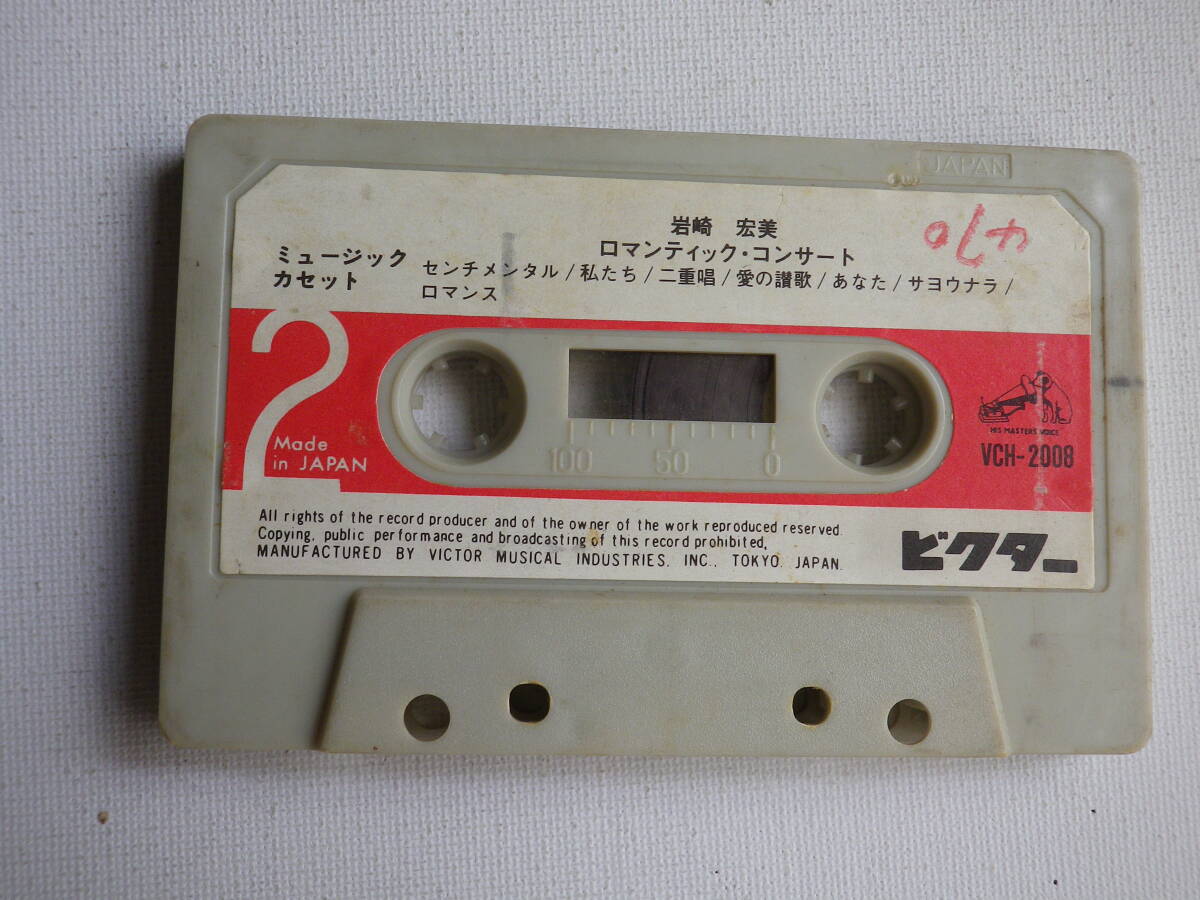 JAPAN
岩崎 宏美
ロマンティック・コンサート
ミュージック
カセット
センチメンタル/私たち/二重唱/愛の讃歌/あなた/サヨウナラ/
ロマンス
2
Made
in JAPAN
100 50 0
HIS MASTERS VOICE
VCH-2008
All rights of the record producer and of the owner of the work reproduced reserved.
Copying, public performance and broadcasting of this record prohibited,
MANUFACTURED BY VICTOR MUSICAL INDUSTRIES, INC., TOKYO, JAPAN.
ビクター